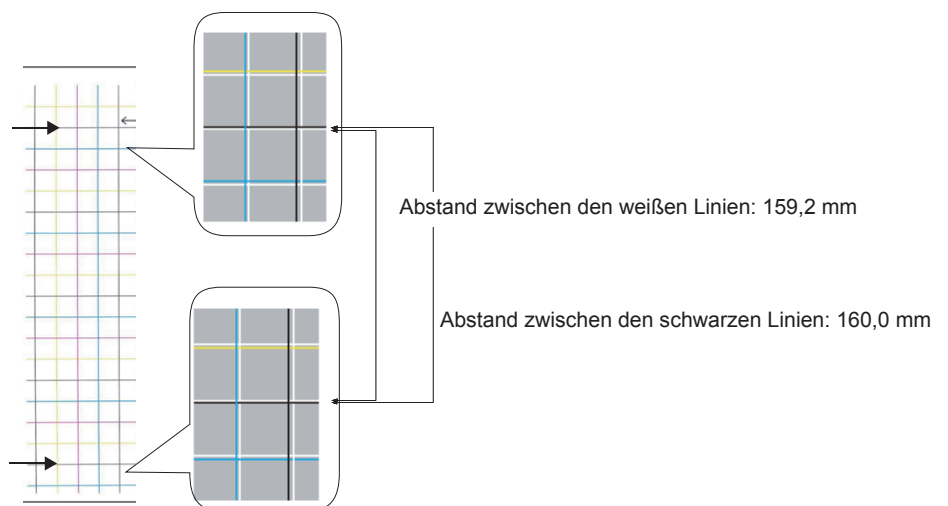 Abstand zwischen den weißen Linien: 159,2 mm
Abstand zwischen den schwarzen Linien: 160,0 mm